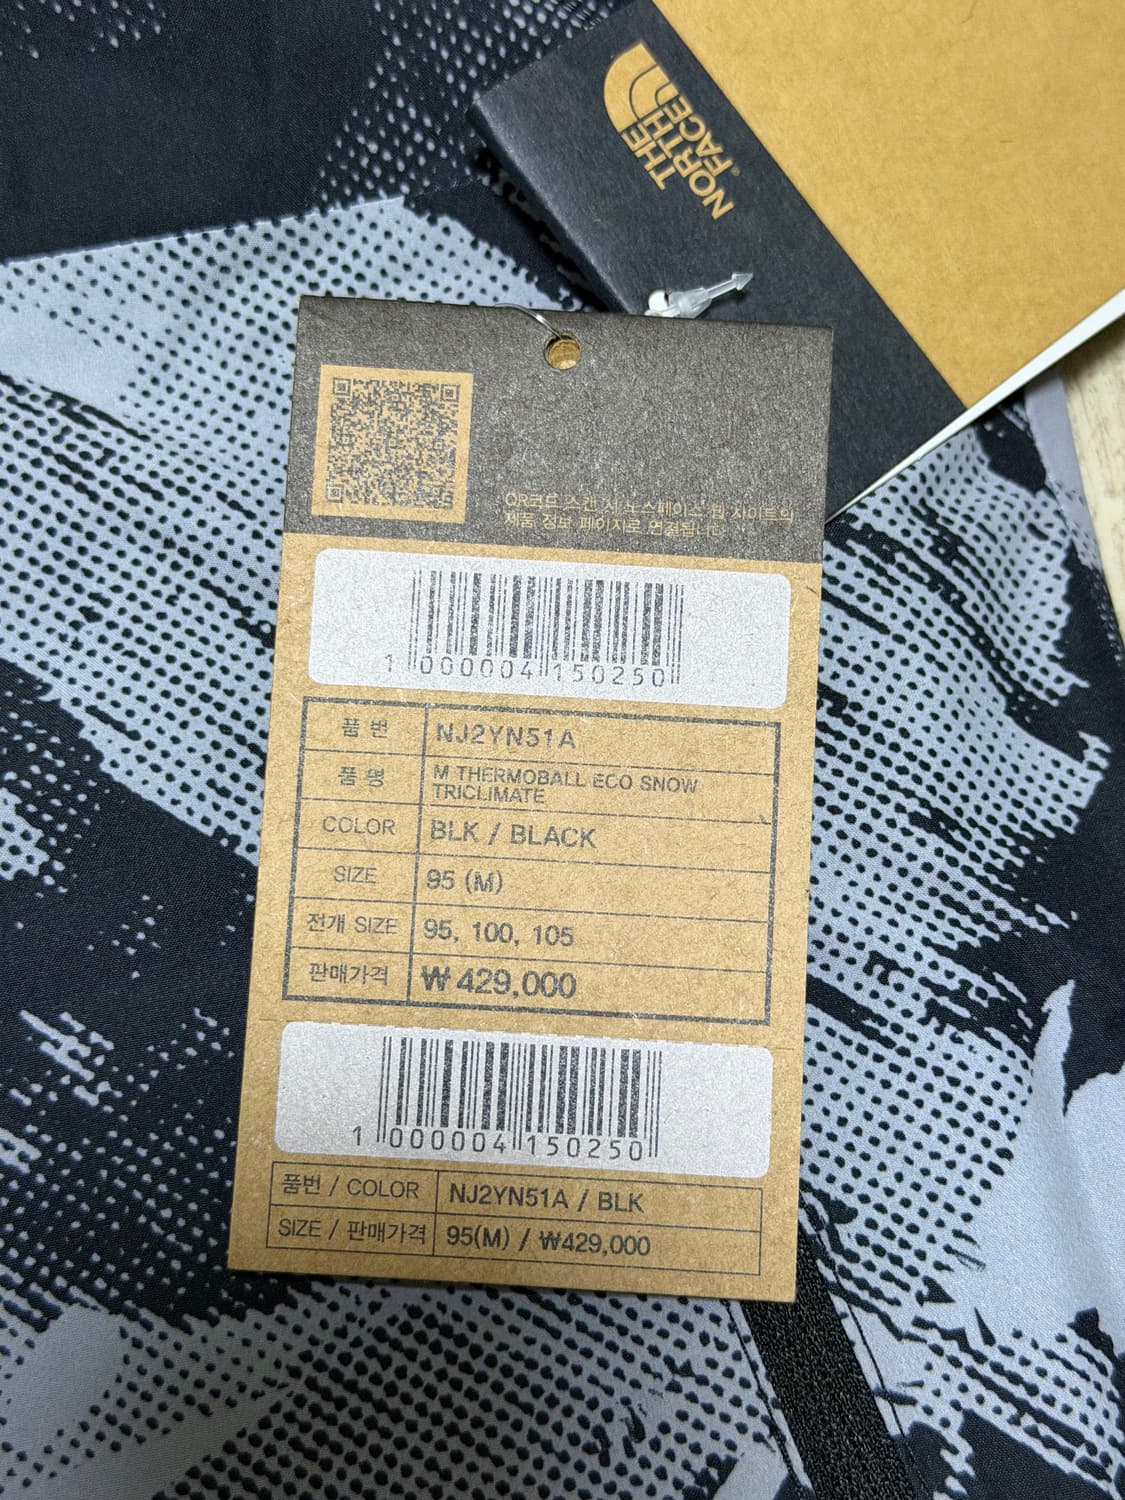 THE
NORTH
FACE®
QR코드 스캔 시 노스페이스 웹 사이트의
제품 정보 페이지로 연결됩니다
1 000004 150250
품 번 NJ2YN51A
품 명 M THERMOBALL ECO SNOW
TRICLIMATE
COLOR BLK / BLACK
SIZE 95 (M)
전개 SIZE 95, 100, 105
판매가격 ₩ 429,000
1 000004 150250
품번 / COLOR NJ2YN51A / BLK
SIZE / 판매가격 95(M) / ₩429,000